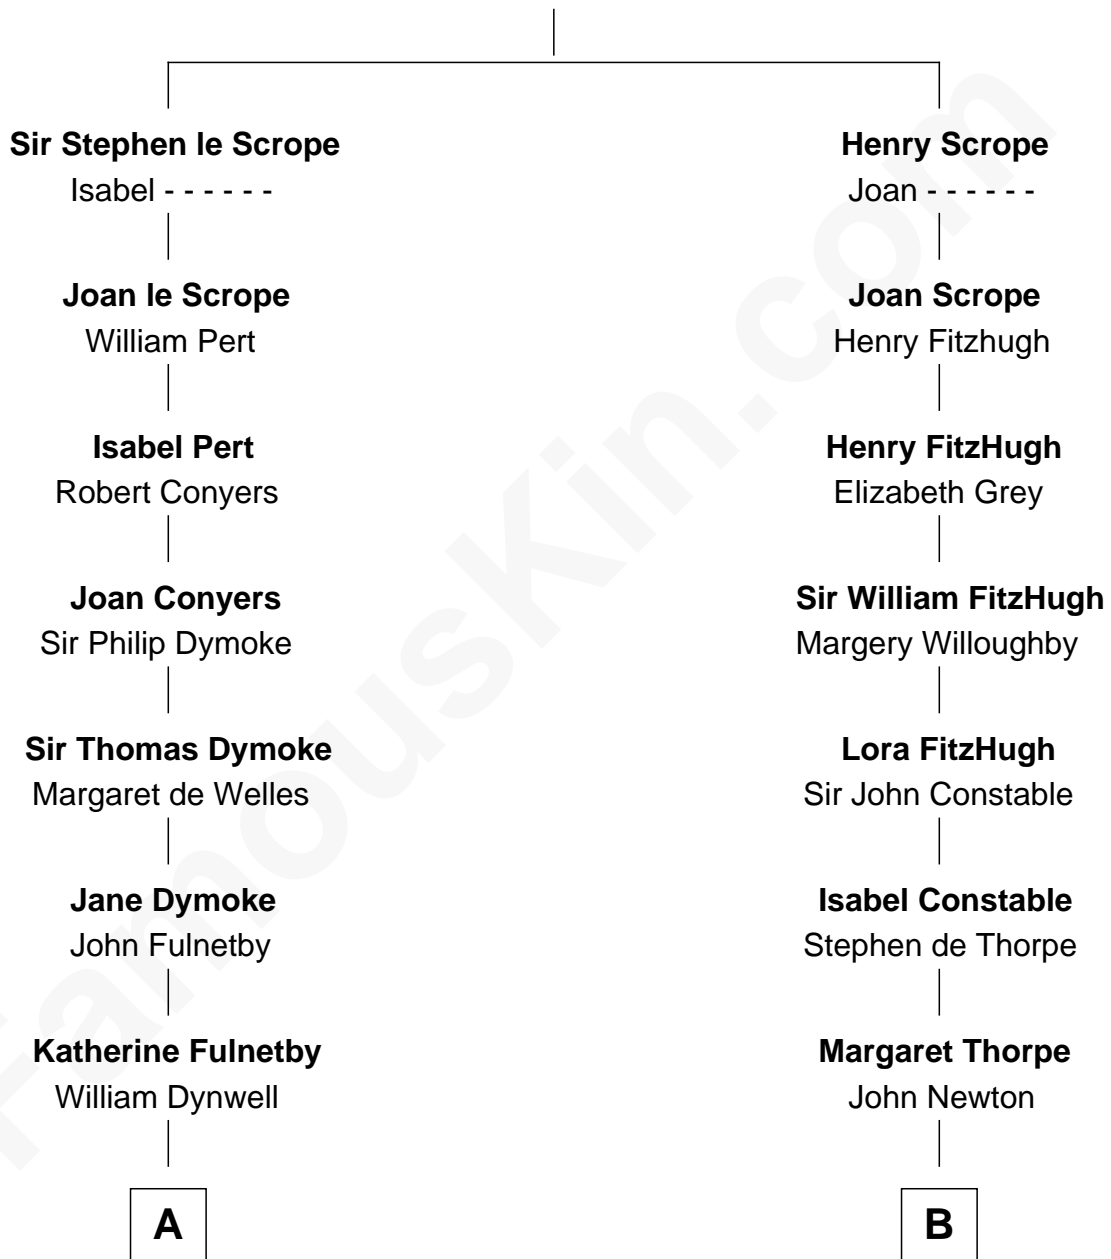 Sir Stephen le Scrope
Isabel - - - - - -
Joan le Scrope
William Pert
Isabel Pert
Robert Conyers
Joan Conyers
Sir Philip Dymoke
Sir Thomas Dymoke
Margaret de Welles
Jane Dymoke
John Fulnetby
Katherine Fulnetby
William Dynwell
A
Henry Scrope
Joan - - - - - -
Joan Scrope
Henry Fitzhugh
Henry FitzHugh
Elizabeth Grey
Sir William FitzHugh
Margery Willoughby
Lora FitzHugh
Sir John Constable
Isabel Constable
Stephen de Thorpe
Margaret Thorpe
John Newton
B
FamousKin.com